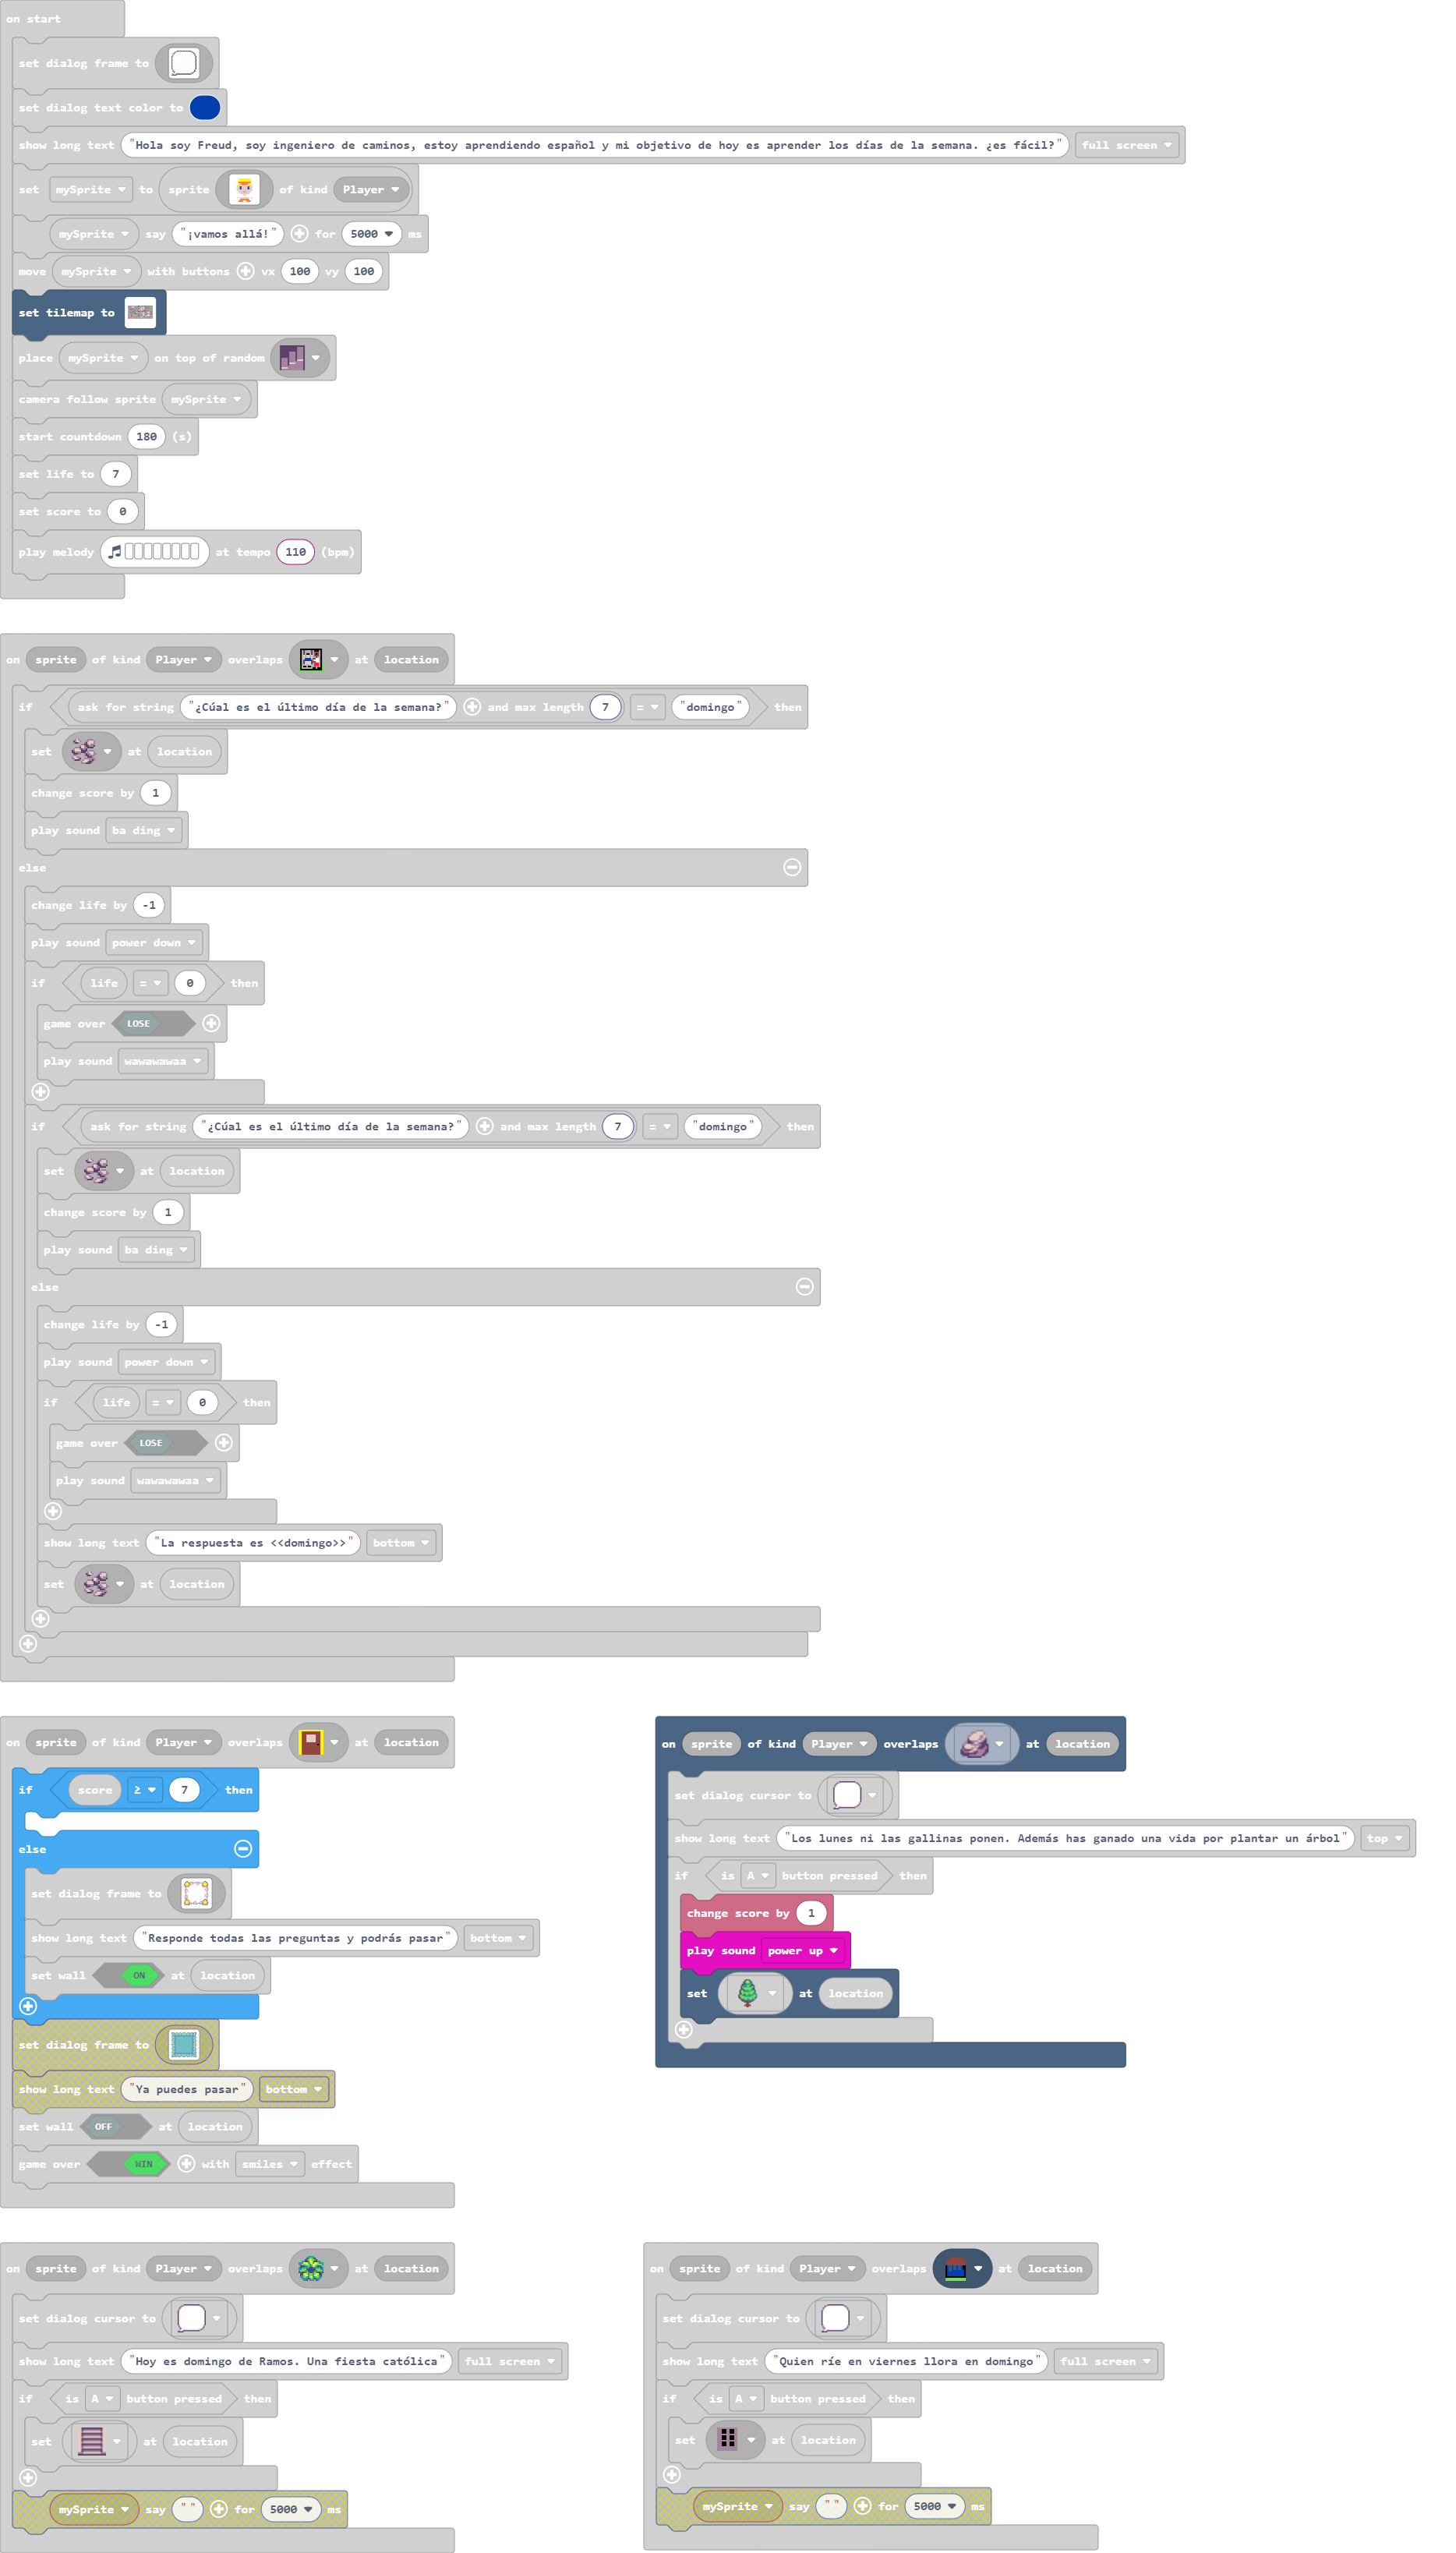 on start
set dialog frame to
set dialog text color to
show long text "Hola soy Freud, soy ingeniero de caminos, estoy aprendiendo español y mi objetivo de hoy es aprender los días de la semana. ¿es fácil?" full screen
set mySprite to sprite of kind Player
mySprite say "¡vamos allá!" for 5000 ms
move mySprite with buttons vx 100 vy 100
set tilemap to
place mySprite on top of random
camera follow sprite mySprite
start countdown 180 (s)
set life to 7
set score to 0
play melody at tempo 110 (bpm)
on sprite of kind Player overlaps at location
if ask for string "¿Cúal es el último día de la semana?" and max length 7 = "domingo" then
set at location
change score by 1
play sound ba ding
else
change life by -1
play sound power down
if life = 0 then
game over LOSE
play sound wawawawaa
if ask for string "¿Cúal es el último día de la semana?" and max length 7 = "domingo" then
set at location
change score by 1
play sound ba ding
else
change life by -1
play sound power down
if life = 0 then
game over LOSE
play sound wawawawaa
show long text "La respuesta es <<domingo>>" bottom
set at location
on sprite of kind Player overlaps at location
if score ≥ 7 then
else
set dialog frame to
show long text "Responde todas las preguntas y podrás pasar" bottom
set wall ON at location
set dialog frame to
show long text "Ya puedes pasar" bottom
set wall OFF at location
game over WIN with smiles effect
on sprite of kind Player overlaps at location
set dialog cursor to
show long text "Los lunes ni las gallinas ponen. Además has ganado una vida por plantar un árbol" top
if is A button pressed then
change score by 1
play sound power up
set at location
on sprite of kind Player overlaps at location
set dialog cursor to
show long text "Hoy es domingo de Ramos. Una fiesta católica" full screen
if is A button pressed then
set at location
mySprite say " " for 5000 ms
on sprite of kind Player overlaps at location
set dialog cursor to
show long text "Quien ríe en viernes llora en domingo" full screen
if is A button pressed then
set at location
mySprite say " " for 5000 ms